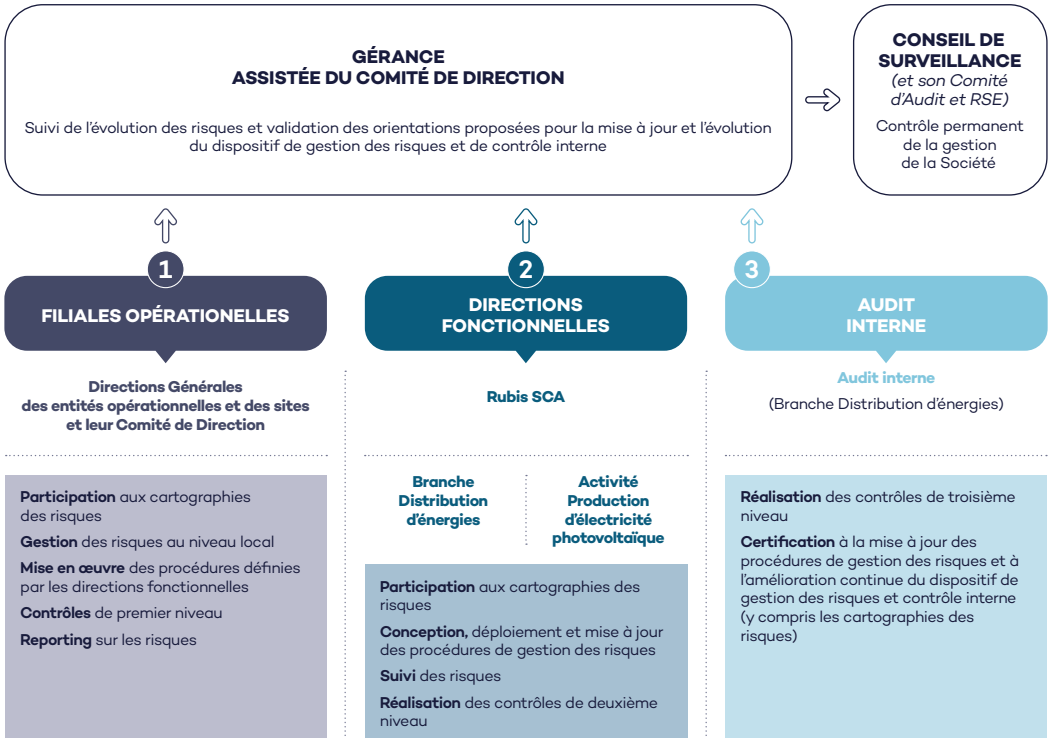 GÉRANCE
ASSISTÉE DU COMITÉ DE DIRECTION
Suivi de l'évolution des risques et validation des orientations proposées pour la mise à jour et l'évolution
du dispositif de gestion des risques et de contrôle interne
CONSEIL DE
SURVEILLANCE
(et son Comité
d'Audit et RSE)
Contrôle permanent
de la gestion
de la Société
1
FILIALES OPÉRATIONELLES
Directions Générales
des entités opérationnelles et des sites
et leur Comité de Direction
Participation aux cartographies
des risques
Gestion des risques au niveau local
Mise en œuvre des procédures définies
par les directions fonctionnelles
Contrôles de premier niveau
Reporting sur les risques
2
DIRECTIONS
FONCTIONNELLES
Rubis SCA
Branche
Distribution
d'énergies
Activité
Production
d'électricité
photovoltaïque
Participation aux cartographies des
risques
Conception, déploiement et mise à jour
des procédures de gestion des risques
Suivi des risques
Réalisation des contrôles de deuxième
niveau
3
AUDIT
INTERNE
Audit interne
(Branche Distribution d'énergies)
Réalisation des contrôles de troisième
niveau
Certification à la mise à jour des
procédures de gestion des risques et à
l'amélioration continue du dispositif de
gestion des risques et contrôle interne
(y compris les cartographies des
risques)